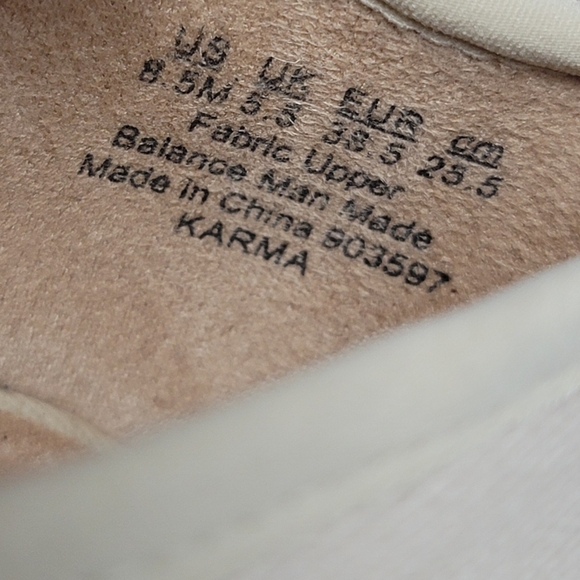 US UK EUR cm
8.5M 5.5 38.5 25.5
Fabric Upper
Balance Man Made
Made in China 903597
KARMA